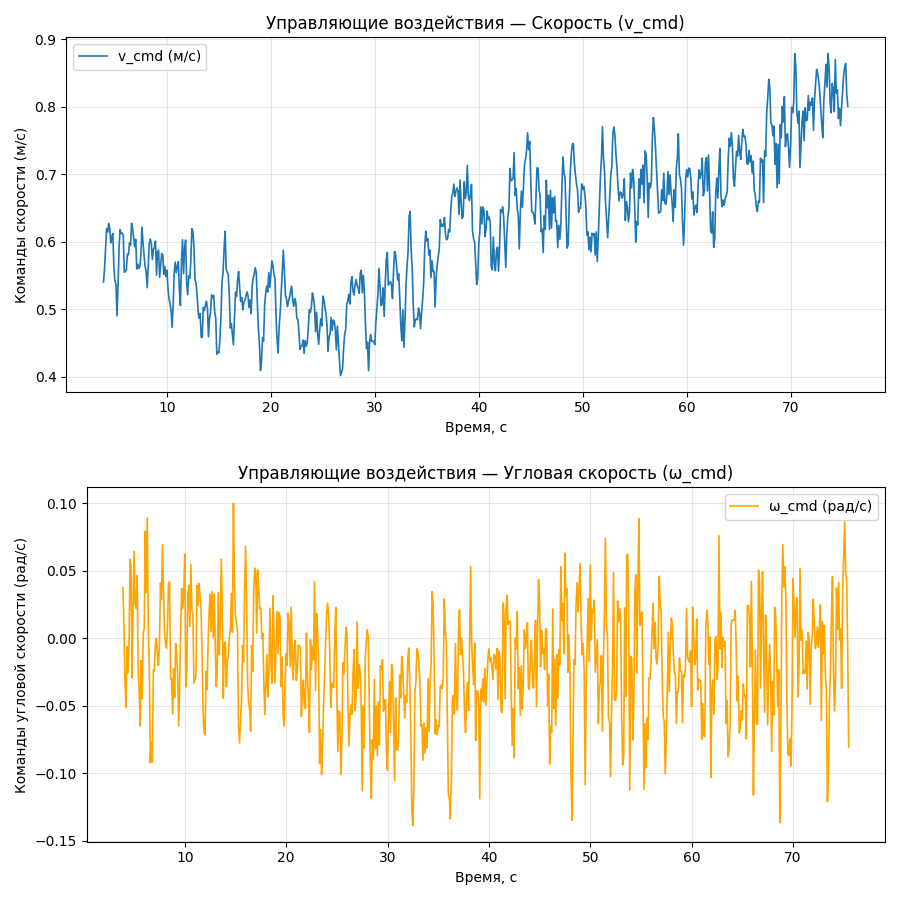 Управляющие воздействия — Скорость (v_cmd)
v_cmd (м/с)
Команды скорости (м/с)
0.9
0.8
0.7
0.6
0.5
0.4
10 20 30 40 50 60 70
Время, с
Управляющие воздействия — Угловая скорость (ω_cmd)
ω_cmd (рад/с)
Команды угловой скорости (рад/с)
0.10
0.05
0.00
−0.05
−0.10
−0.15
10 20 30 40 50 60 70
Время, с